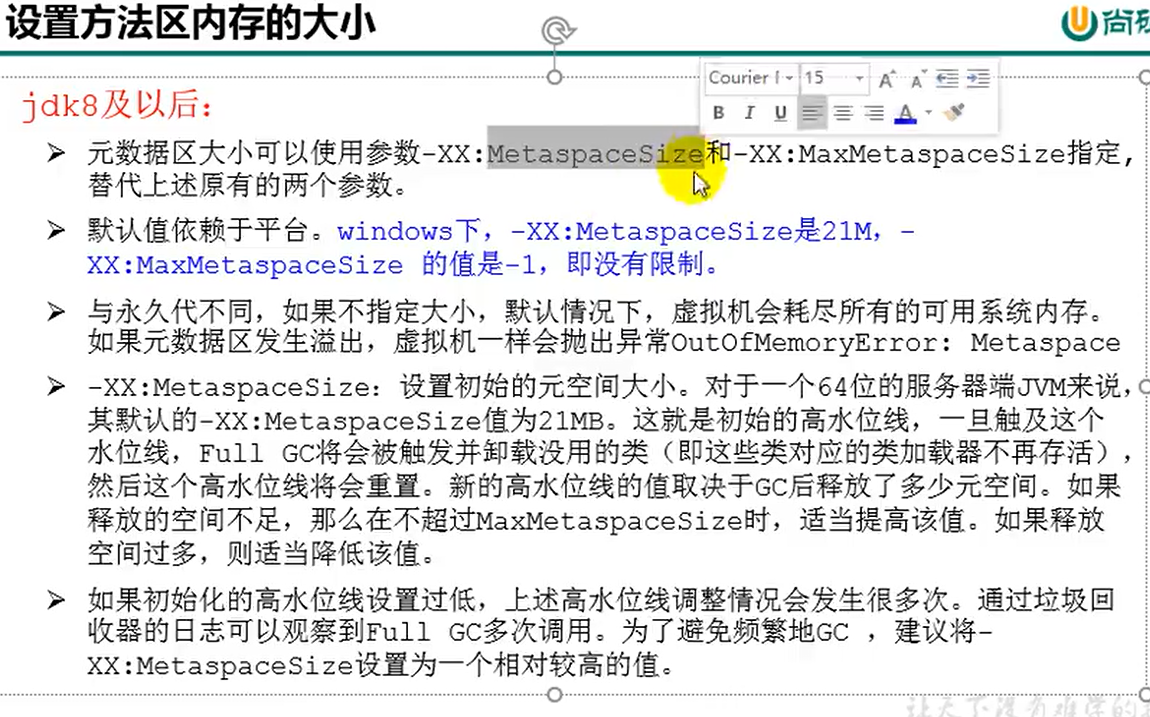 设置方法区内存的大小
尚硅
Courier
15
B I U A
jdk8及以后：
➤ 元数据区大小可以使用参数-XX:MetaspaceSize和-XX:MaxMetaspaceSize指定,
替代上述原有的两个参数。
➤ 默认值依赖于平台。windows下，-XX:MetaspaceSize是21M，-
XX:MaxMetaspaceSize 的值是-1，即没有限制。
➤ 与永久代不同，如果不指定大小，默认情况下，虚拟机会耗尽所有的可用系统内存。
如果元数据区发生溢出，虚拟机一样会抛出异常OutOfMemoryError: Metaspace
➤ -XX:MetaspaceSize：设置初始的元空间大小。对于一个64位的服务器端JVM来说，
其默认的-XX:MetaspaceSize值为21MB。这就是初始的高水位线，一旦触及这个
水位线，Full GC将会被触发并卸载没用的类（即这些类对应的类加载器不再存活），
然后这个高水位线将会重置。新的高水位线的值取决于GC后释放了多少元空间。如果
释放的空间不足，那么在不超过MaxMetaspaceSize时，适当提高该值。如果释放
空间过多，则适当降低该值。
➤ 如果初始化的高水位线设置过低，上述高水位线调整情况会发生很多次。通过垃圾回
收器的日志可以观察到Full GC多次调用。为了避免频繁地GC ，建议将-
XX:MetaspaceSize设置为一个相对较高的值。
让天下没有难学的技